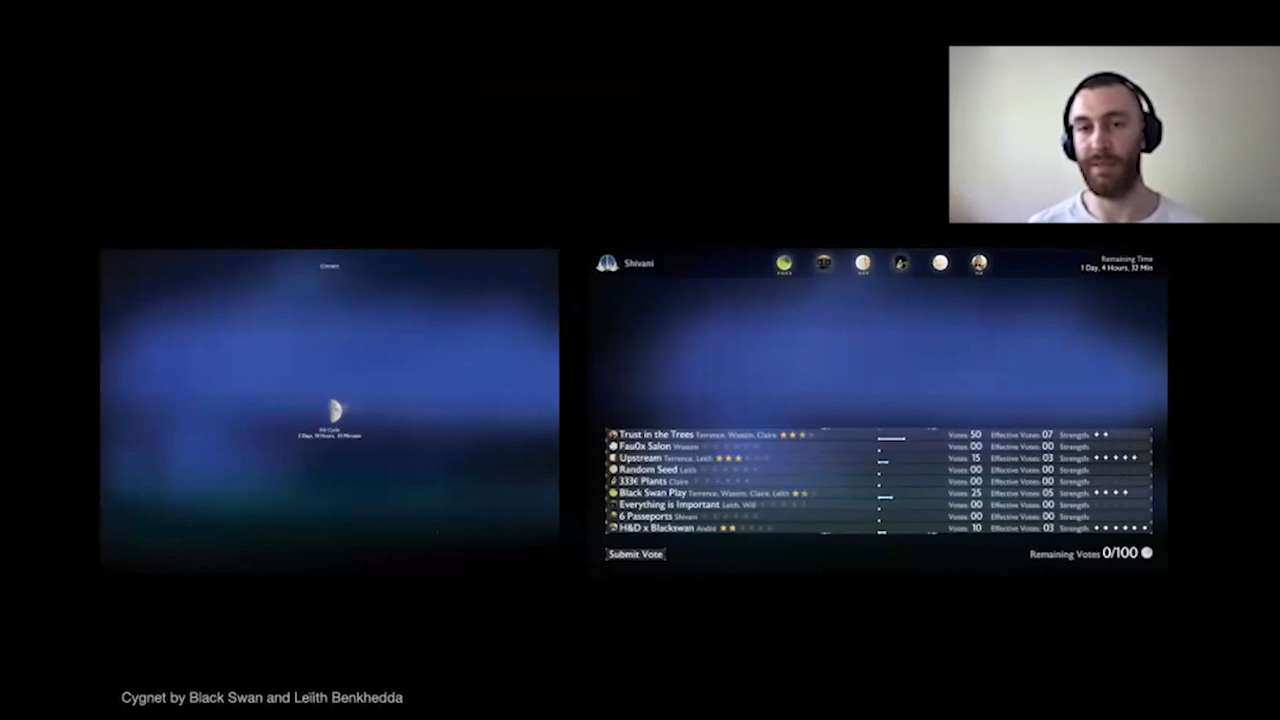 Shivani
Remaining Time
1 Day, 4 Hours, 32 Min
Trust in the Trees Terrence, Wassim, Claire Votes: 50 Effective Votes: 07 Strength:
Fau0x Salon Wassim Votes: 00 Effective Votes: 00 Strength:
Upstream Terrence, Leith Votes: 15 Effective Votes: 03 Strength:
Random Seed Leith Votes: 00 Effective Votes: 00 Strength:
333€ Plants Claire Votes: 00 Effective Votes: 00 Strength:
Black Swan Play Terrence, Wassim, Claire, Leith Votes: 25 Effective Votes: 05 Strength:
Everything is Important Leith, Will Votes: 00 Effective Votes: 00 Strength:
6 Passeports Shivani Votes: 00 Effective Votes: 00 Strength:
H&D x Blackswan André Votes: 10 Effective Votes: 03 Strength:
Submit Vote
Remaining Votes 0/100
Cygnet by Black Swan and Leïith Benkhedda